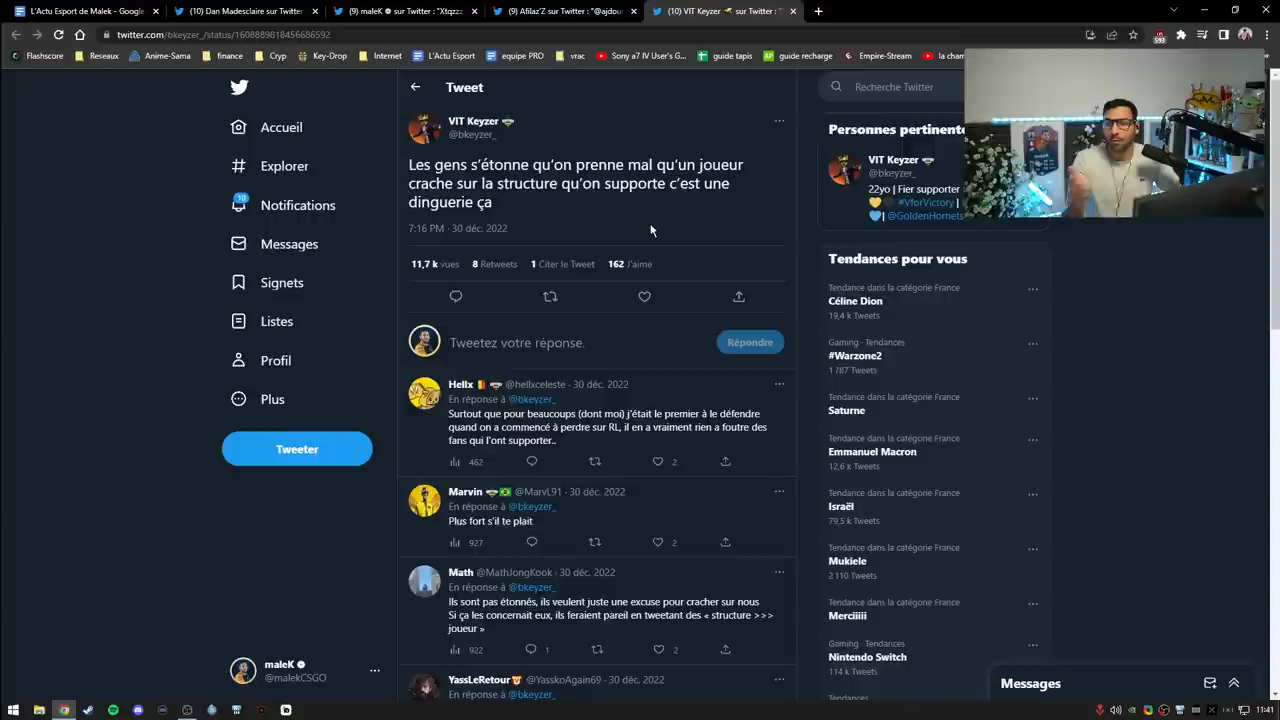 L'Actu Esport de Malek - Google
(10) Dan Madesclaire sur Twitter
(9) maleK sur Twitter : "Xtqzzz
(9) Afilaz'Z sur Twitter : "@ajdour
(10) VIT Keyzer sur Twitter : "
twitter.com/bkeyzer_/status/1608889818456686592
Flashscore
Reseaux
Anime-Sama
finance
Cryp
Key-Drop
Internet
L'Actu Esport
equipe PRO
vrac
Sony a7 IV User's G...
guide tapis
guide recharge
Empire-Stream
la cham
593
Accueil
Explorer
10
Notifications
Messages
Signets
Listes
Profil
Plus
Tweeter
maleK
@malekCSGO
Tweet
VIT Keyzer
@bkeyzer_
Les gens s'étonne qu'on prenne mal qu'un joueur
crache sur la structure qu'on supporte c'est une
dinguerie ça
7:16 PM · 30 déc. 2022
11,7 k vues 8 Retweets 1 Citer le Tweet 162 J'aime
Tweetez votre réponse.
Répondre
Hellx @hellxceleste · 30 déc. 2022
En réponse à @bkeyzer_
Surtout que pour beaucoups (dont moi) j'était le premier à le défendre
quand on a commencé à perdre sur RL, il en a vraiment rien a foutre des
fans qui l'ont supporter..
462 2
Marvin @MarvL91 · 30 déc. 2022
En réponse à @bkeyzer_
Plus fort s'il te plait
927 2
Math @MathJongKook · 30 déc. 2022
En réponse à @bkeyzer_
Ils sont pas étonnés, ils veulent juste une excuse pour cracher sur nous
Si ça les concernait eux, ils feraient pareil en tweetant des « structure >>>
joueur »
922 1 2
YassLeRetour @YasskoAgain69 · 30 déc. 2022
En réponse à @bkeyzer_
Recherche Twitter
Personnes pertinente
VIT Keyzer
@bkeyzer_
22yo | Fier supporter
#VforVictory |
| @GoldenHornets
Tendances pour vous
Tendance dans la catégorie France
Céline Dion
19,4 k Tweets
Gaming · Tendances
#Warzone2
1 787 Tweets
Tendance dans la catégorie France
Saturne
Tendance dans la catégorie France
Emmanuel Macron
12,6 k Tweets
Tendance dans la catégorie France
Israël
79,5 k Tweets
Tendance dans la catégorie France
Mukiele
2 110 Tweets
Tendance dans la catégorie France
Merciiiii
Gaming · Tendances
Nintendo Switch
114 k Tweets
Tendances
Messages
11:41